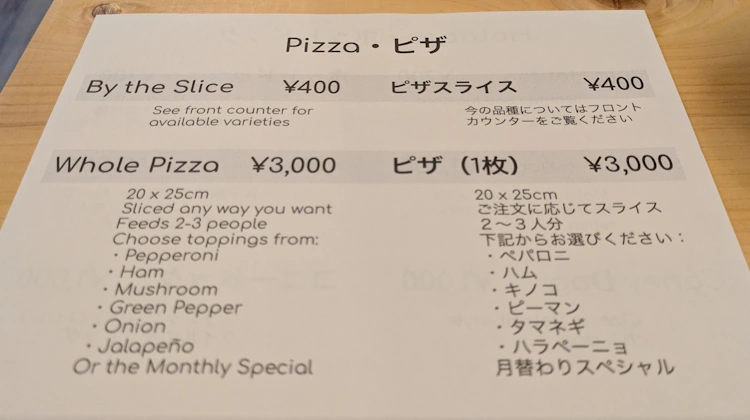 Pizza・ピザ
By the Slice ¥400
See front counter for
available varieties
Whole Pizza ¥3,000
20 x 25cm
Sliced any way you want
Feeds 2-3 people
Choose toppings from:
・Pepperoni
・Ham
・Mushroom
・Green Pepper
・Onion
・Jalapeño
Or the Monthly Special
ピザスライス ¥400
今の品種についてはフロント
カウンターをご覧ください
ピザ（1枚） ¥3,000
20 x 25cm
ご注文に応じてスライス
２〜３人分
下記からお選びください：
・ペパロニ
・ハム
・キノコ
・ピーマン
・タマネギ
・ハラペーニョ
月替わりスペシャル